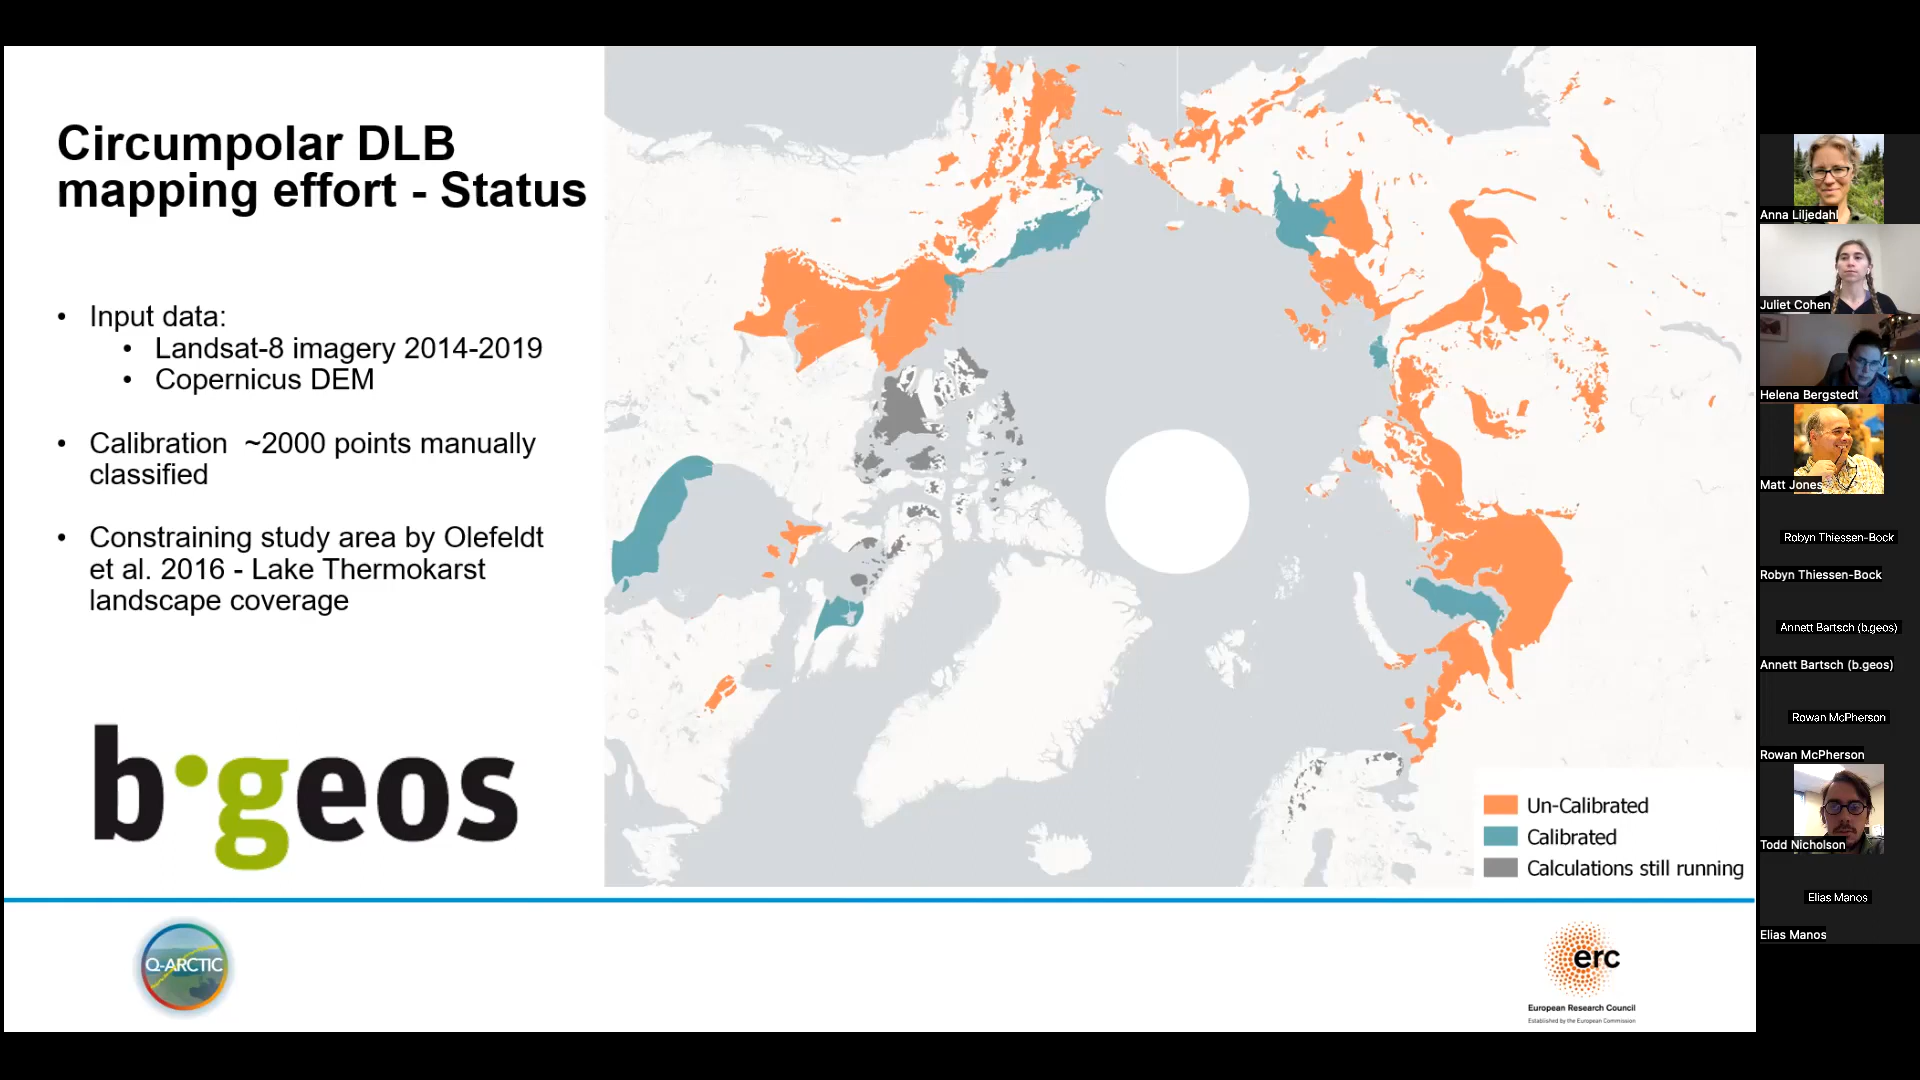 Circumpolar DLB
mapping effort - Status
• Input data:
• Landsat-8 imagery 2014-2019
• Copernicus DEM
• Calibration ~2000 points manually
classified
• Constraining study area by Olefeldt
et al. 2016 - Lake Thermokarst
landscape coverage
b·geos
Un-Calibrated
Calibrated
Calculations still running
Q-ARCTIC
erc
European Research Council
Established by the European Commission
Anna Liljedahl
Juliet Cohen
Helena Bergstedt
Matt Jones
Robyn Thiessen-Bock
Robyn Thiessen-Bock
Annett Bartsch (b.geos)
Annett Bartsch (b.geos)
Rowan McPherson
Rowan McPherson
Todd Nicholson
Elias Manos
Elias Manos